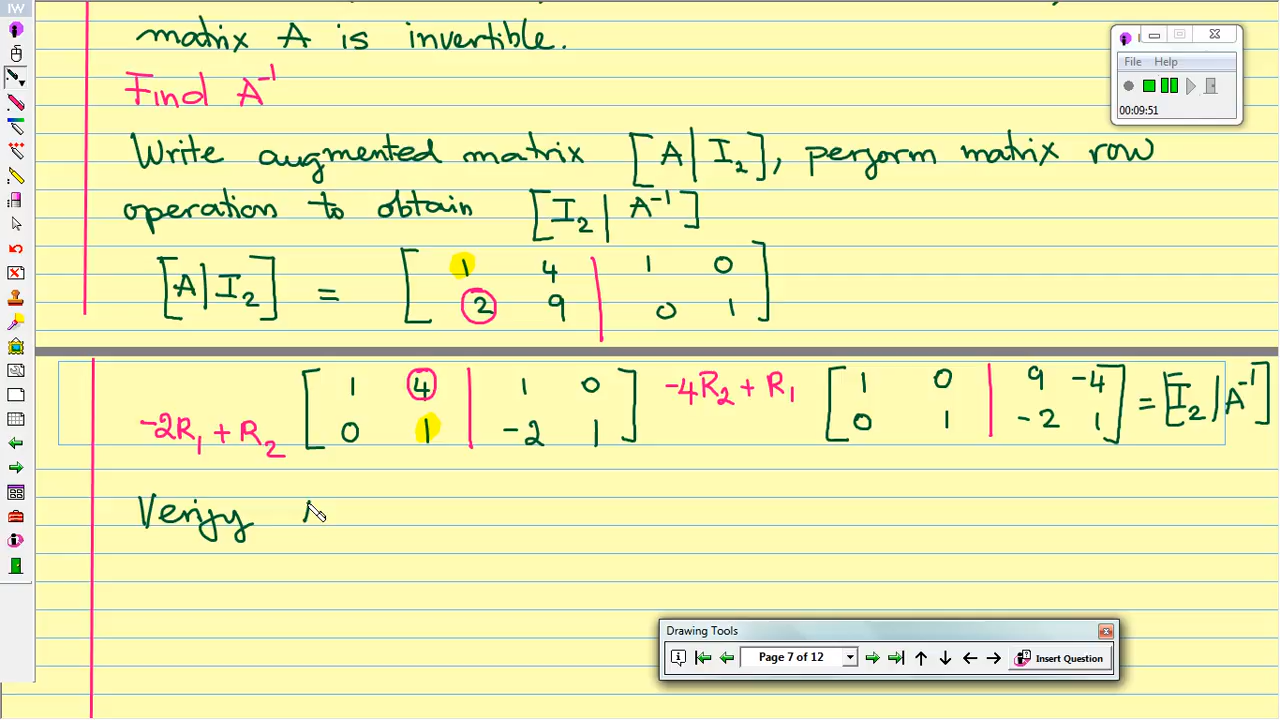 IW
matrix A is invertible.
Find A⁻¹
Write augmented matrix [A|I₂], perform matrix row
operation to obtain [I₂|A⁻¹]
[A|I₂] = [1 4 | 1 0
2 9 | 0 1]
[1 4 | 1 0 -4R₂ + R₁ [1 0 | 9 -4
-2R₁ + R₂ 0 1 | -2 1] 0 1 | -2 1] = [I₂|A⁻¹]
Verify
File Help
00:09:51
Drawing Tools
Page 7 of 12
Insert Question